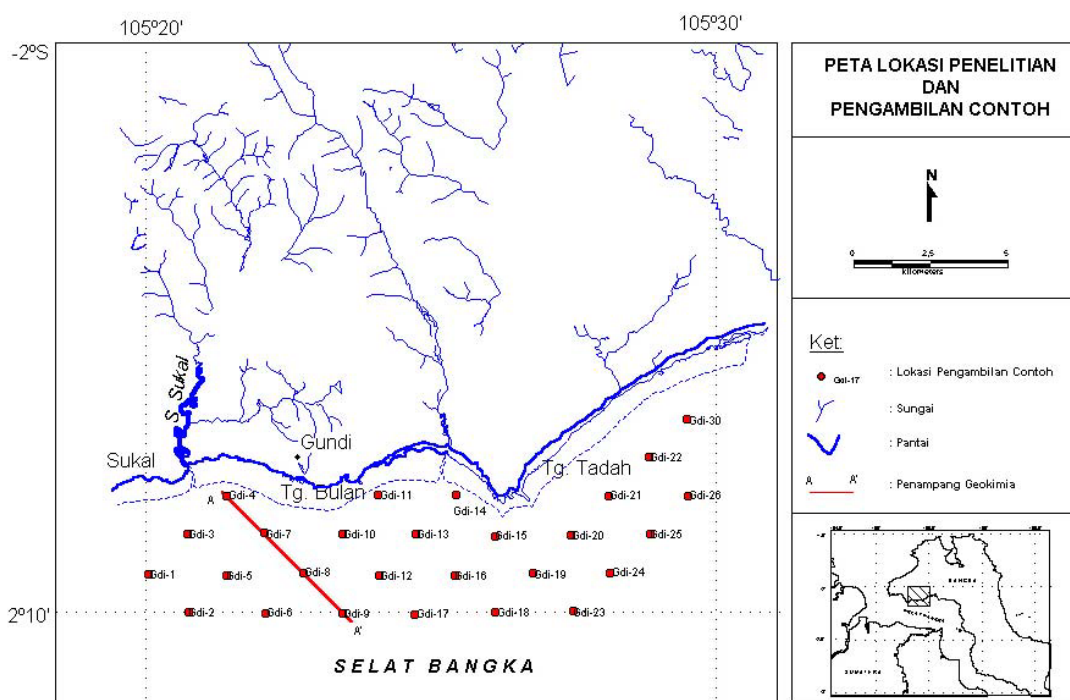 105º20'
105º30'
-2ºS
2º10'
S. Sukal
Sukal
Gundi
Tg. Bulan
Tg. Tadah
A
Gdi-4
Gdi-11
Gdi-14
Gdi-21
Gdi-22
Gdi-26
Gdi-30
Gdi-3
Gdi-7
Gdi-10
Gdi-13
Gdi-15
Gdi-20
Gdi-25
Gdi-1
Gdi-5
Gdi-8
Gdi-12
Gdi-16
Gdi-19
Gdi-24
Gdi-2
Gdi-6
Gdi-9
Gdi-17
Gdi-18
Gdi-23
A'
SELAT BANGKA
PETA LOKASI PENELITIAN
DAN
PENGAMBILAN CONTOH
N
0 2,5 5
kilometers
Ket:
Gdi-17 : Lokasi Pengambilan Contoh
: Sungai
: Pantai
A A' : Penampang Geokimia
BANGKA
SUMATERA